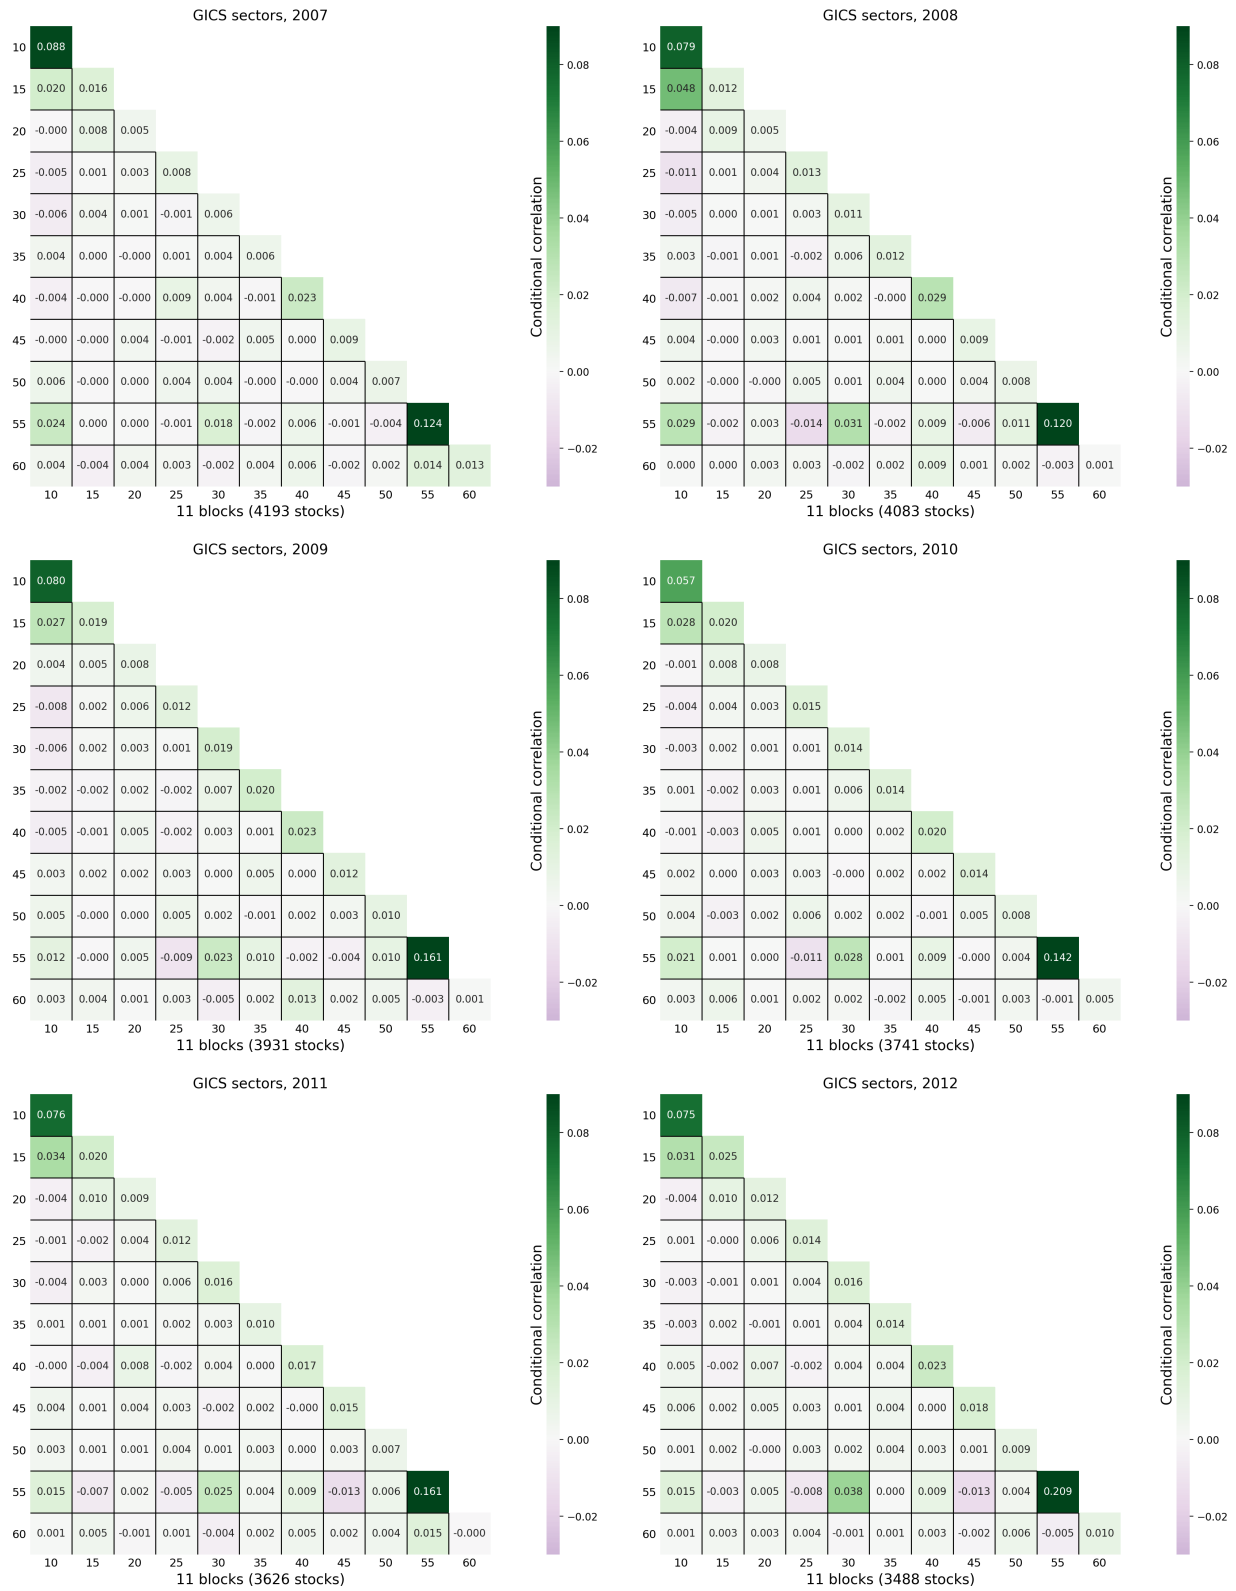 GICS sectors, 2007
10 0.088
15 0.020 0.016
20 -0.000 0.008 0.005
25 -0.005 0.001 0.003 0.008
30 -0.006 0.004 0.001 -0.001 0.006
35 0.004 0.000 -0.000 0.001 0.004 0.006
40 -0.004 -0.000 -0.000 0.009 0.004 -0.001 0.023
45 -0.000 -0.000 0.004 -0.001 -0.002 0.005 0.000 0.009
50 0.006 -0.000 0.000 0.004 0.004 -0.000 -0.000 0.004 0.007
55 0.024 0.000 0.000 -0.001 0.018 -0.002 0.006 -0.001 -0.004 0.124
60 0.004 -0.004 0.004 0.003 -0.002 0.004 0.006 -0.002 0.002 0.014 0.013
10 15 20 25 30 35 40 45 50 55 60
11 blocks (4193 stocks)
Conditional correlation
0.08
0.06
0.04
0.02
0.00
−0.02
GICS sectors, 2008
10 0.079
15 0.048 0.012
20 -0.004 0.009 0.005
25 -0.011 0.001 0.004 0.013
30 -0.005 0.000 0.001 0.003 0.011
35 0.003 -0.001 0.001 -0.002 0.006 0.012
40 -0.007 -0.001 0.002 0.004 0.002 -0.000 0.029
45 0.004 -0.000 0.003 0.001 0.001 0.001 0.000 0.009
50 0.002 -0.000 -0.000 0.005 0.001 0.004 0.000 0.004 0.008
55 0.029 -0.002 0.003 -0.014 0.031 -0.002 0.009 -0.006 0.011 0.120
60 0.000 0.000 0.003 0.003 -0.002 0.002 0.009 0.001 0.002 -0.003 0.001
10 15 20 25 30 35 40 45 50 55 60
11 blocks (4083 stocks)
Conditional correlation
0.08
0.06
0.04
0.02
0.00
−0.02
GICS sectors, 2009
10 0.080
15 0.027 0.019
20 0.004 0.005 0.008
25 -0.008 0.002 0.006 0.012
30 -0.006 0.002 0.003 0.001 0.019
35 -0.002 -0.002 0.002 -0.002 0.007 0.020
40 -0.005 -0.001 0.005 -0.002 0.003 0.001 0.023
45 0.003 0.002 0.002 0.003 0.000 0.005 0.000 0.012
50 0.005 -0.000 0.000 0.005 0.002 -0.001 0.002 0.003 0.010
55 0.012 -0.000 0.005 -0.009 0.023 0.010 -0.002 -0.004 0.010 0.161
60 0.003 0.004 0.001 0.003 -0.005 0.002 0.013 0.002 0.005 -0.003 0.001
10 15 20 25 30 35 40 45 50 55 60
11 blocks (3931 stocks)
Conditional correlation
0.08
0.06
0.04
0.02
0.00
−0.02
GICS sectors, 2010
10 0.057
15 0.028 0.020
20 -0.001 0.008 0.008
25 -0.004 0.004 0.003 0.015
30 -0.003 0.002 0.001 0.001 0.014
35 0.001 -0.002 0.003 0.001 0.006 0.014
40 -0.001 -0.003 0.005 0.001 0.000 0.002 0.020
45 0.002 0.000 0.003 0.003 -0.000 0.002 0.002 0.014
50 0.004 -0.003 0.002 0.006 0.002 0.002 -0.001 0.005 0.008
55 0.021 0.001 0.000 -0.011 0.028 0.001 0.009 -0.000 0.004 0.142
60 0.003 0.006 0.001 0.002 0.002 -0.002 0.005 -0.001 0.003 -0.001 0.005
10 15 20 25 30 35 40 45 50 55 60
11 blocks (3741 stocks)
Conditional correlation
0.08
0.06
0.04
0.02
0.00
−0.02
GICS sectors, 2011
10 0.076
15 0.034 0.020
20 -0.004 0.010 0.009
25 -0.001 -0.002 0.004 0.012
30 -0.004 0.003 0.000 0.006 0.016
35 0.001 0.001 0.001 0.002 0.003 0.010
40 -0.000 -0.004 0.008 -0.002 0.004 0.000 0.017
45 0.004 0.001 0.004 0.003 -0.002 0.002 -0.000 0.015
50 0.003 0.001 0.001 0.004 0.001 0.003 0.000 0.003 0.007
55 0.015 -0.007 0.002 -0.005 0.025 0.004 0.009 -0.013 0.006 0.161
60 0.001 0.005 -0.001 0.001 -0.004 0.002 0.005 0.002 0.004 0.015 -0.000
10 15 20 25 30 35 40 45 50 55 60
11 blocks (3626 stocks)
Conditional correlation
0.08
0.06
0.04
0.02
0.00
−0.02
GICS sectors, 2012
10 0.075
15 0.031 0.025
20 -0.004 0.010 0.012
25 0.001 -0.000 0.006 0.014
30 -0.003 -0.001 0.001 0.004 0.016
35 -0.003 0.002 -0.001 0.001 0.004 0.014
40 0.005 -0.002 0.007 -0.002 0.004 0.004 0.023
45 0.006 0.002 0.005 0.003 0.001 0.004 0.000 0.018
50 0.001 0.002 -0.000 0.003 0.002 0.004 0.003 0.001 0.009
55 0.015 -0.003 0.005 -0.008 0.038 0.000 0.009 -0.013 0.004 0.209
60 0.001 0.003 0.003 0.004 -0.001 0.001 0.003 -0.002 0.006 -0.005 0.010
10 15 20 25 30 35 40 45 50 55 60
11 blocks (3488 stocks)
Conditional correlation
0.08
0.06
0.04
0.02
0.00
−0.02